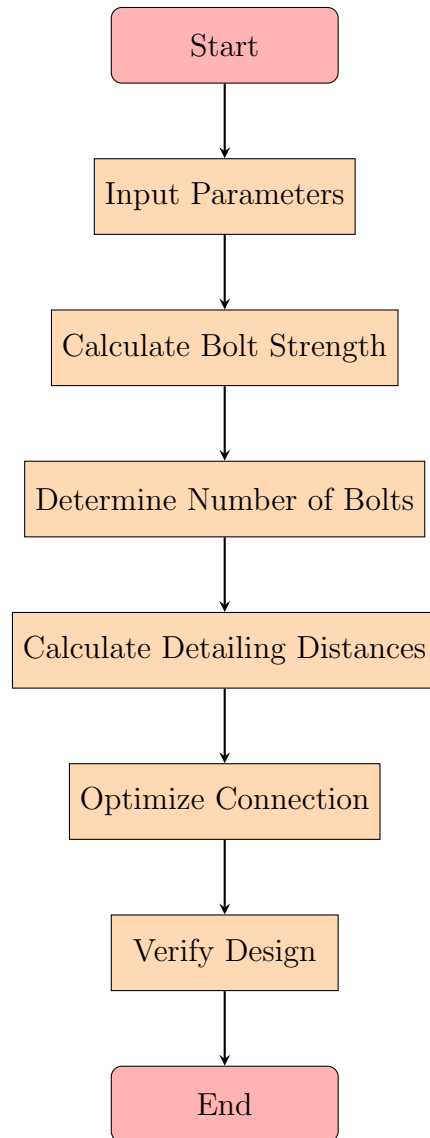 Start
Input Parameters
Calculate Bolt Strength
Determine Number of Bolts
Calculate Detailing Distances
Optimize Connection
Verify Design
End